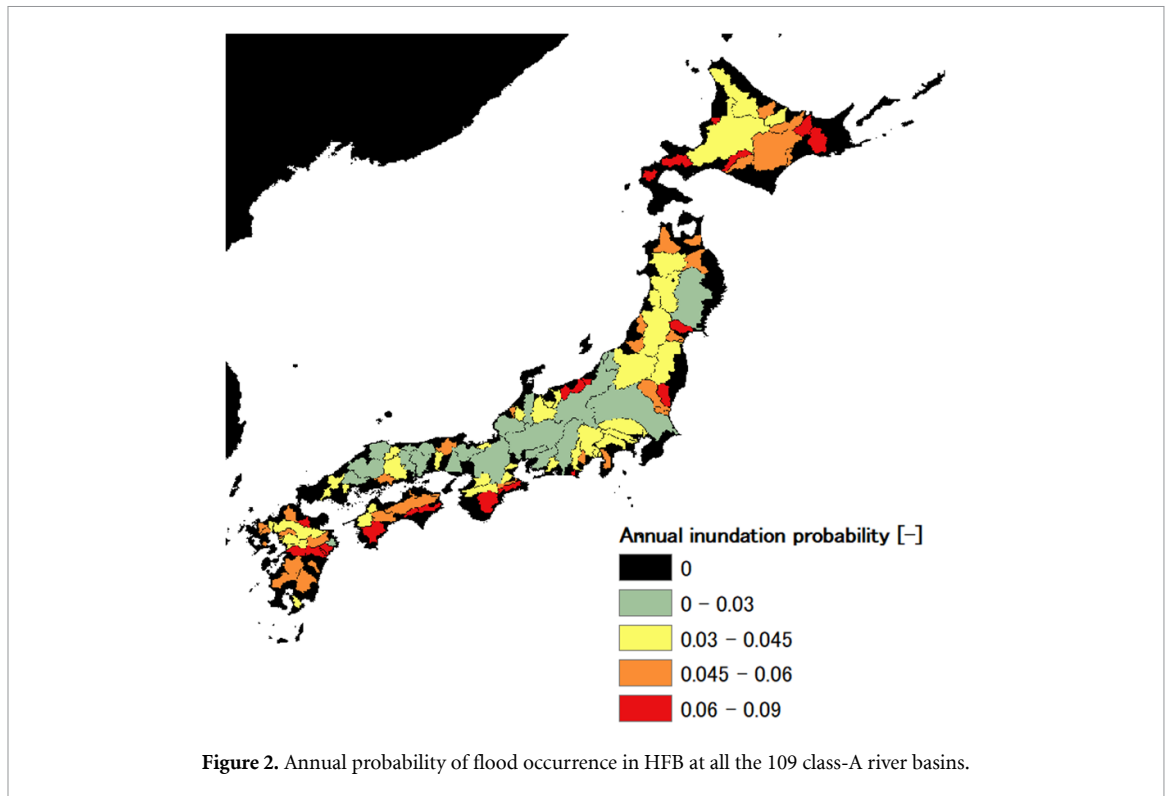 Annual inundation probability [-]
0
0 - 0.03
0.03 - 0.045
0.045 - 0.06
0.06 - 0.09
Figure 2. Annual probability of flood occurrence in HFB at all the 109 class-A river basins.